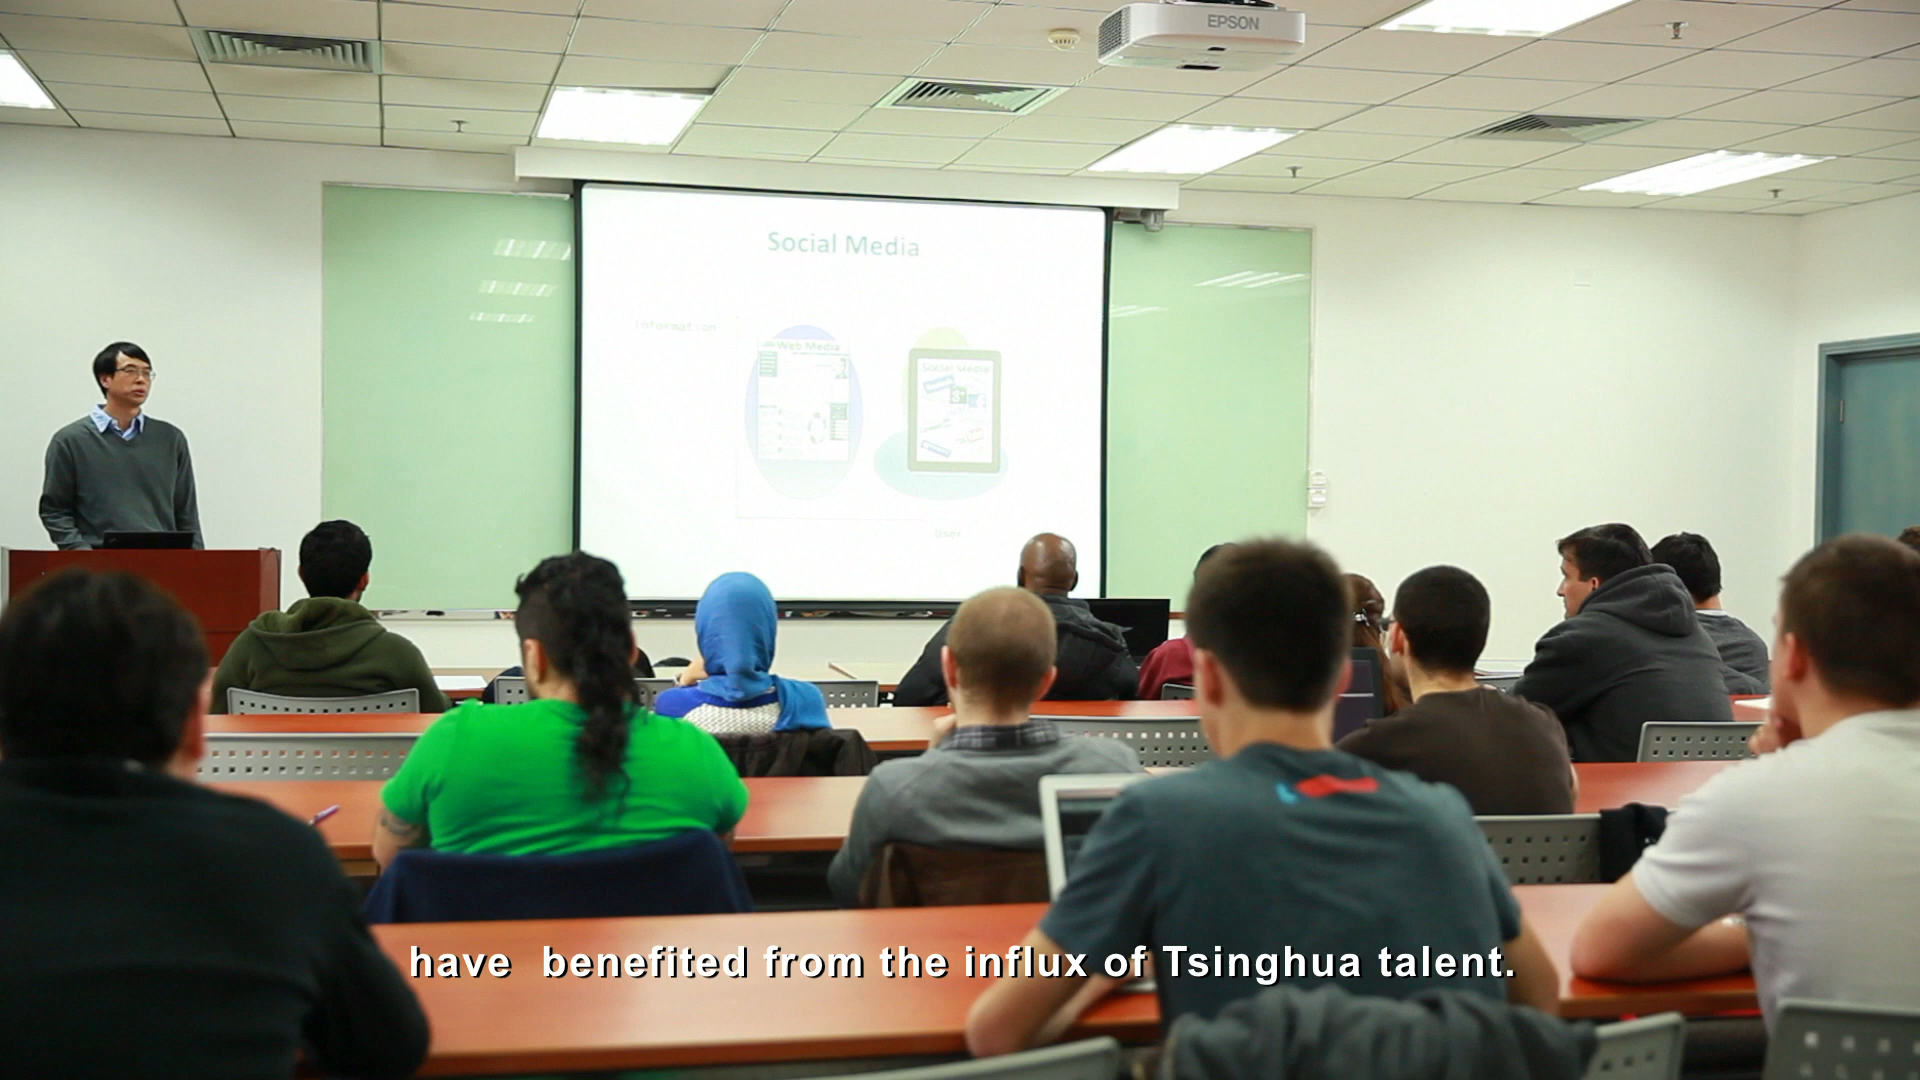 EPSON
Social Media
Information
Web Media
Social Media
User
have benefited from the influx of Tsinghua talent.